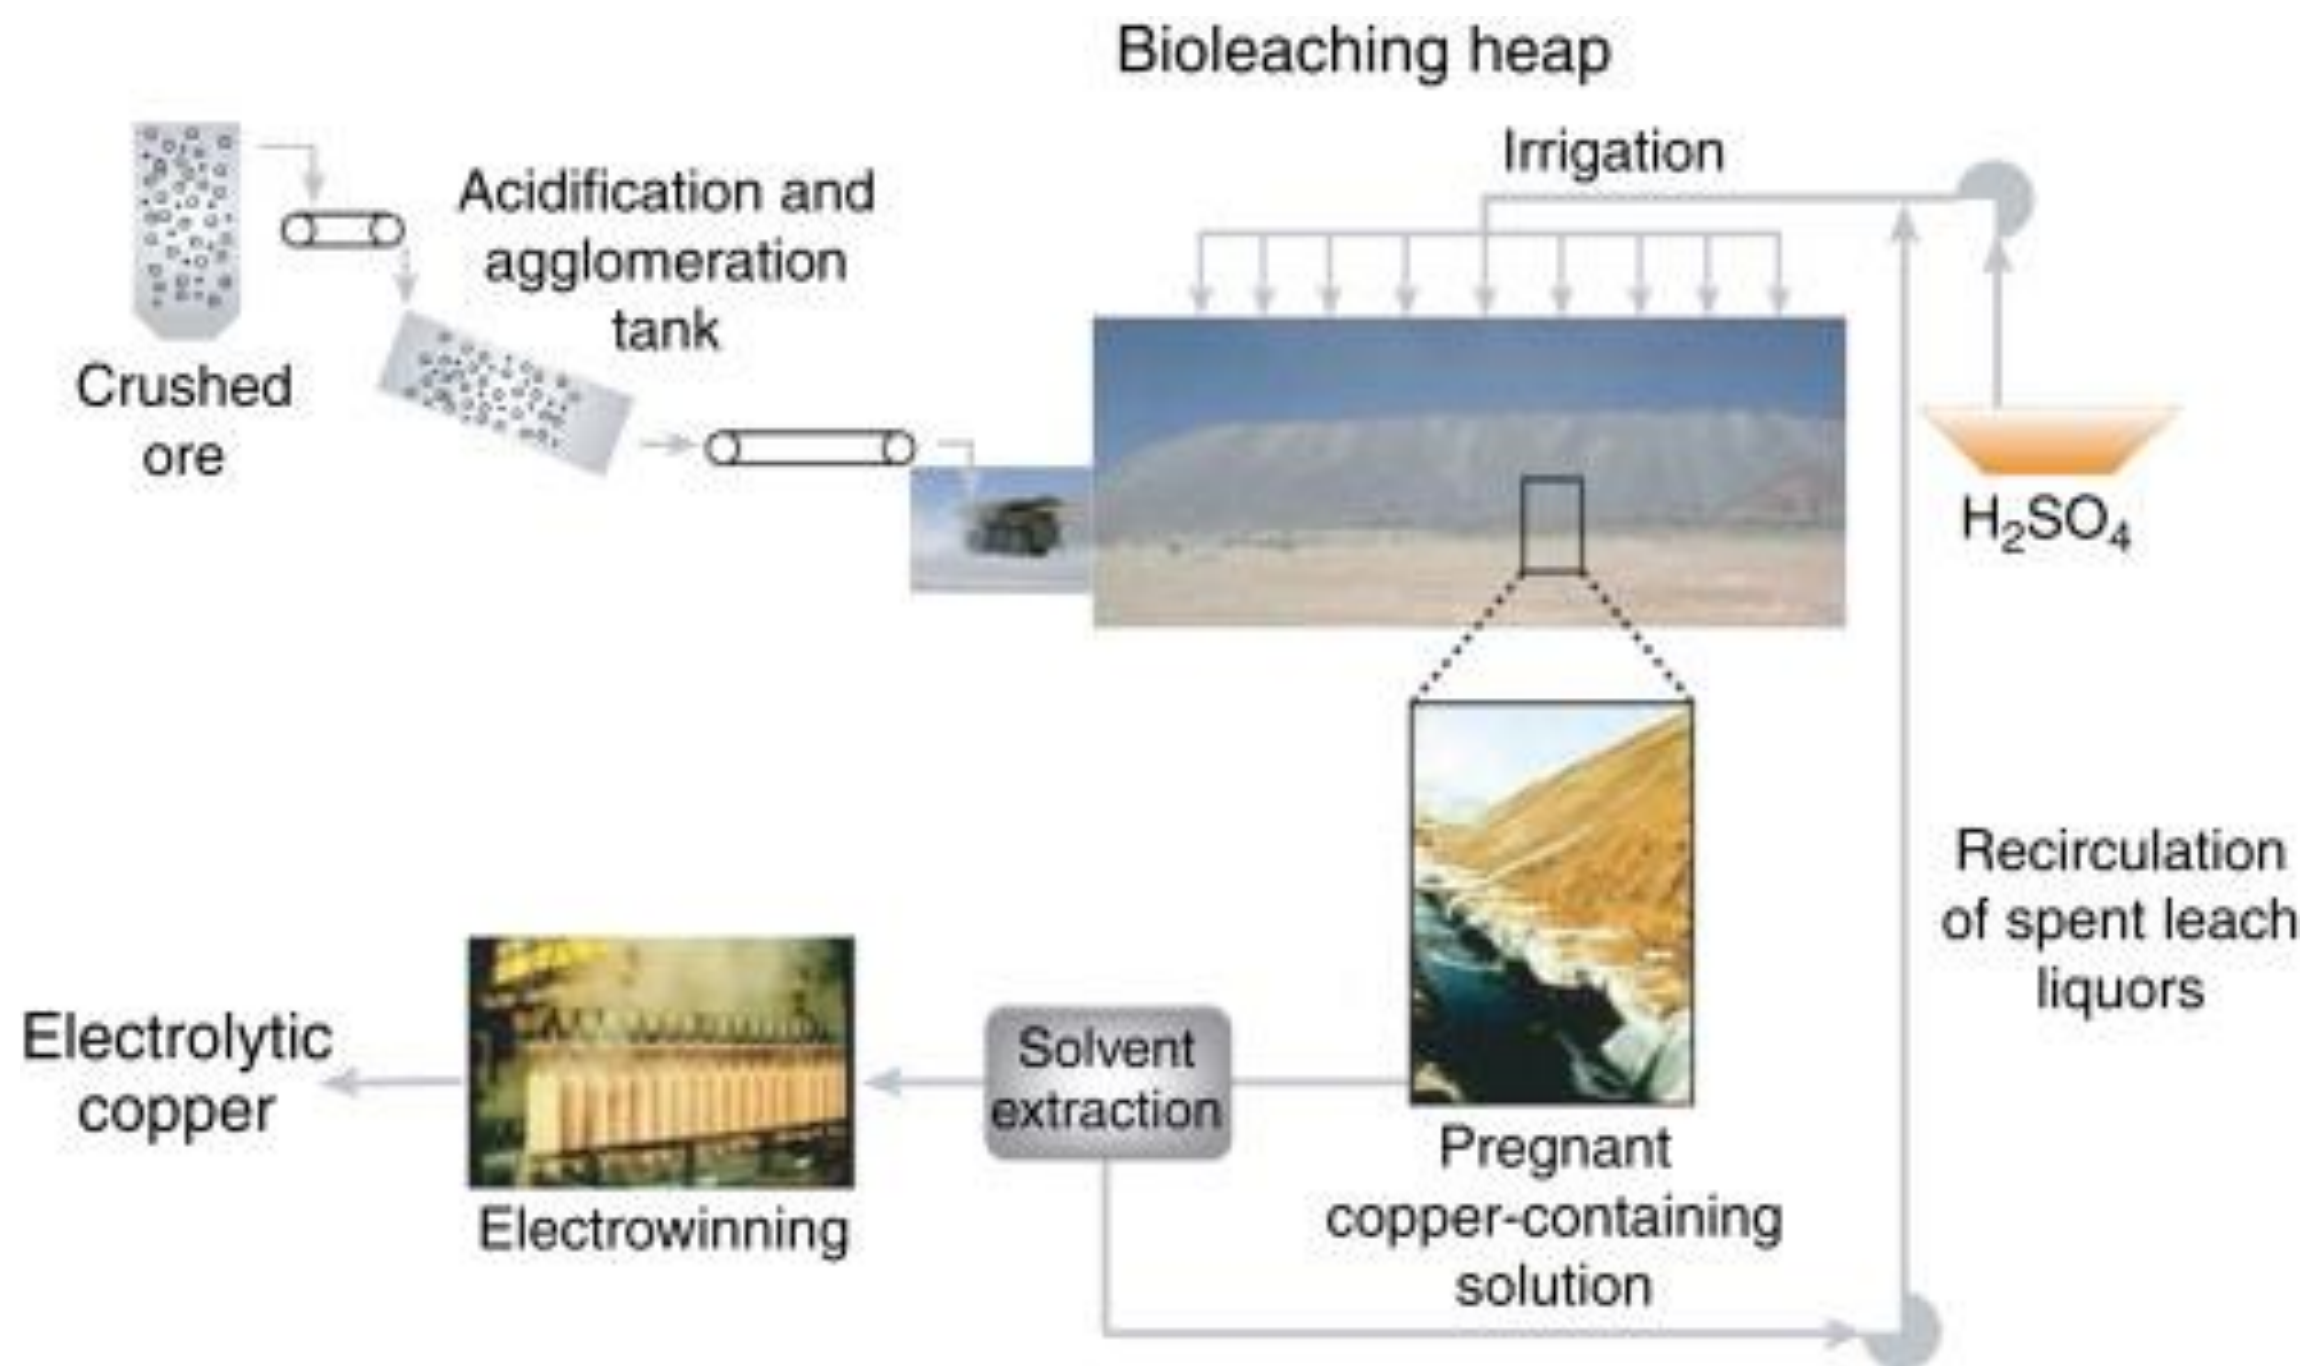 Bioleaching heap
Irrigation
Acidification and
agglomeration
tank
Crushed
ore
H₂SO₄
Recirculation
of spent leach
liquors
Solvent
extraction
Electrolytic
copper
Electrowinning
Pregnant
copper-containing
solution